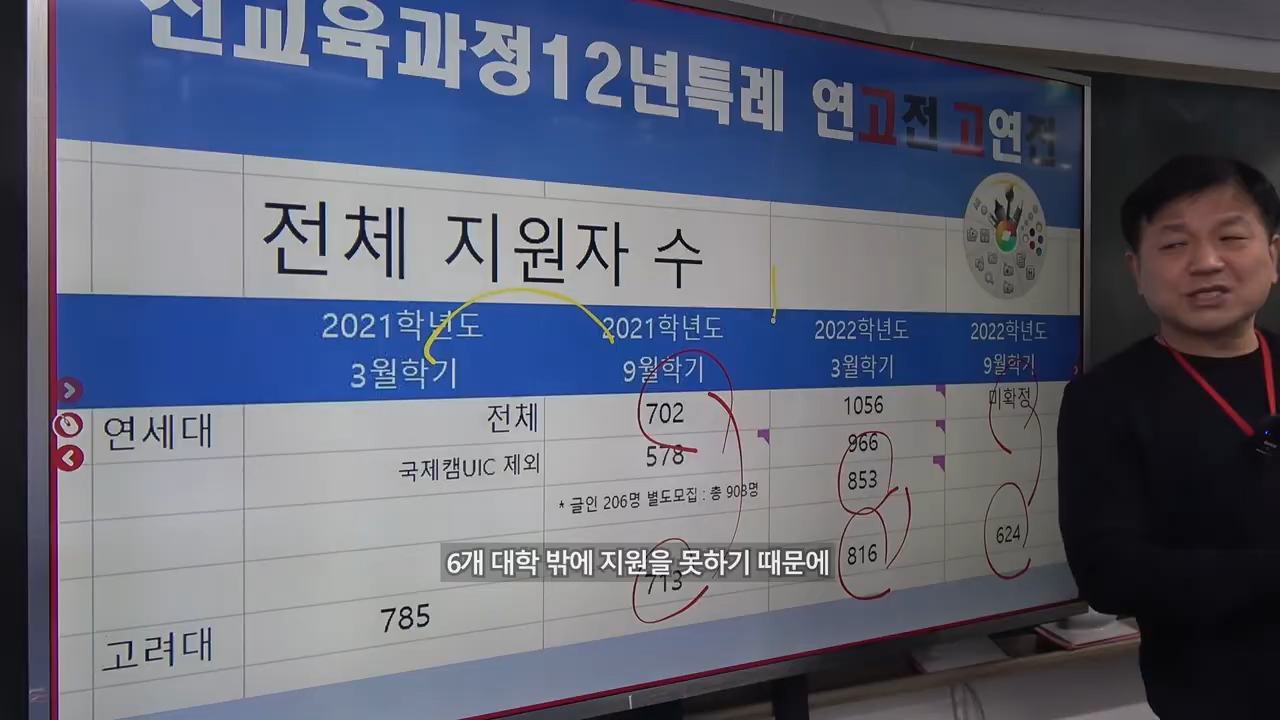 전교육과정12년특례 연고전 고연전
전체 지원자 수
2021학년도 2021학년도 2022학년도 2022학년도
3월학기 9월학기 3월학기 9월학기
연세대 전체 702 1056 미확정
국제캠UIC 제외 578 966
* 글인 206명 별도모집 : 총 908명 853
고려대 785 713 816 624
6개 대학 밖에 지원을 못하기 때문에